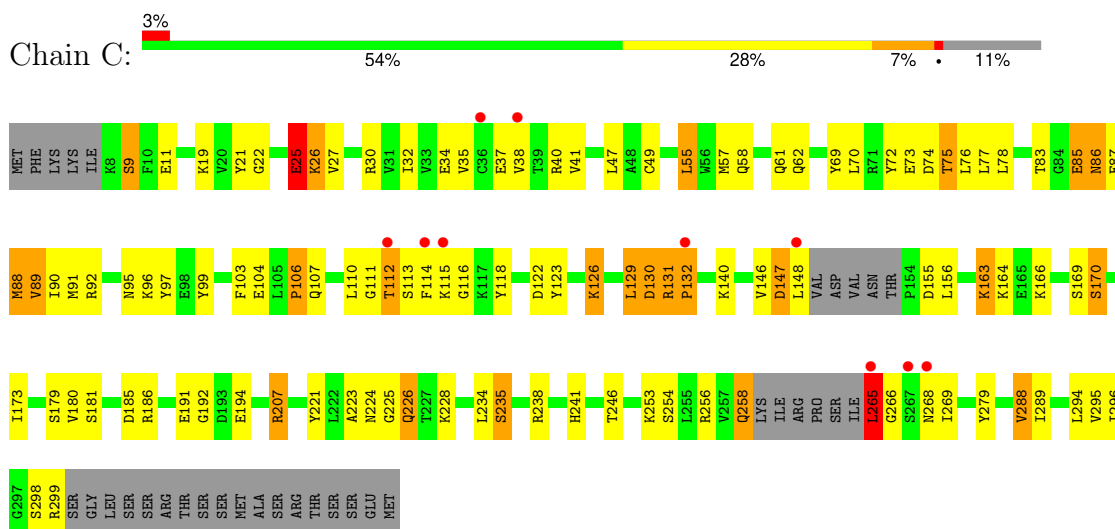 3%
Chain C:
54% 28% 7% • 11%
MET PHE LYS LYS ILE K8 S9 F10 E11 K19 V20 Y21 G22 E25 K26 V27 R30 V31 I32 V33 E34 V35 C36 E37 V38 T39 R40 V41 L47 A48 C49 L55 W56 M57 Q58 Q61 Q62 Y69 L70 R71 Y72 E73 D74 T75 L76 L77 L78 T83 G84 E85 N86
M88 V89 I90 M91 R92 N95 K96 Y97 E98 Y99 F103 E104 L105 P106 Q107 L110 G111 T112 S113 F114 K115 G116 K117 Y118 D122 Y123 K126 L129 D130 R131 P132 K140 V146 D147 L148 VAL ASP VAL ASN THR P154 D155 L156 K163 K164 E165 K166 S169 S170
I173 S179 V180 S181 D185 R186 E191 G192 D193 E194 R207 Y221 L222 A223 N224 G225 Q226 T227 K228 L234 S235 R238 H241 T246 K253 S254 L255 R256 V257 Q258 LYS ILE ARG PRO SER ILE L265 G266 S267 N268 I269 Y279 V288 I289 L294 V295
G297 S298 R299 SER GLY LEU SER SER ARG THR SER SER MET ALA SER ARG THR SER SER GLU MET